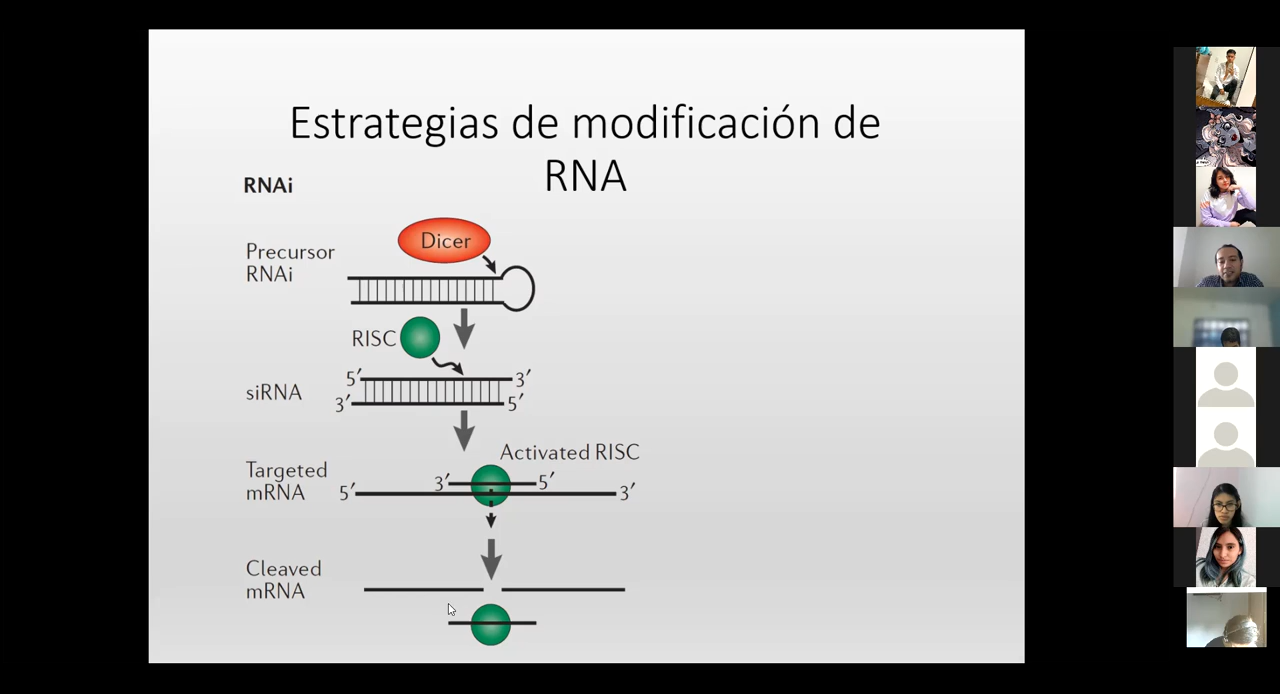 Estrategias de modificación de
RNA
RNAi
Dicer
Precursor
RNAi
RISC
5′ 3′
siRNA
3′ 5′
Activated RISC
Targeted
mRNA
3′ 5′
5′ 3′
Cleaved
mRNA